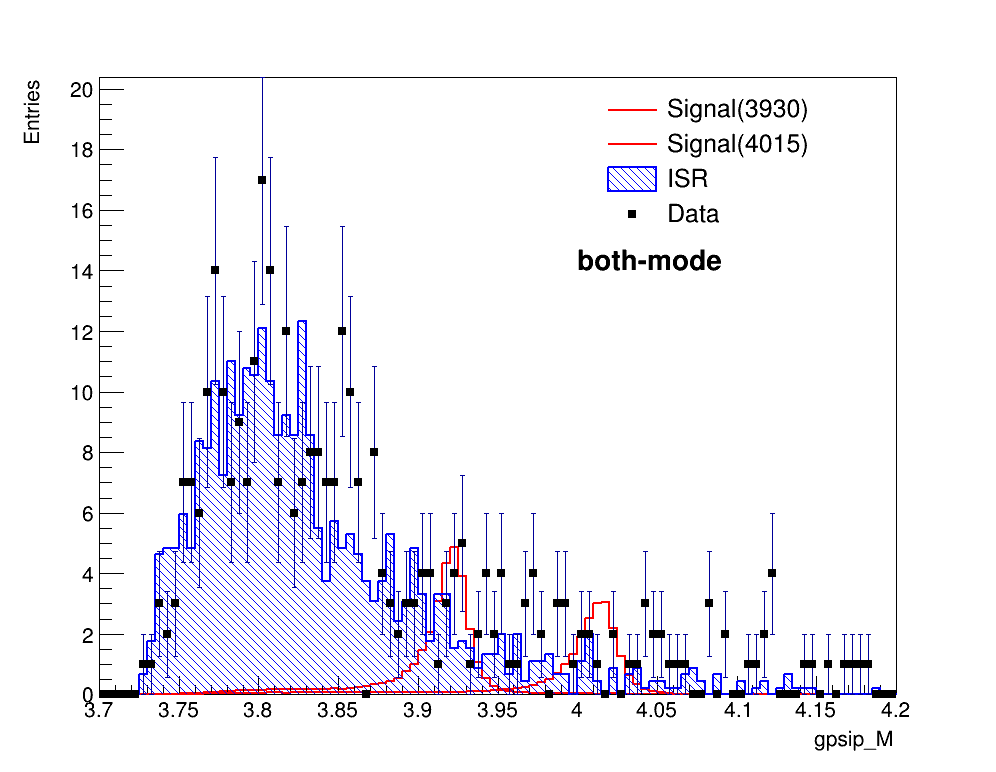 Entries
20
18
16
14
12
10
8
6
4
2
0
Signal(3930)
Signal(4015)
ISR
Data
both-mode
3.7 3.75 3.8 3.85 3.9 3.95 4 4.05 4.1 4.15 4.2
gpsip_M